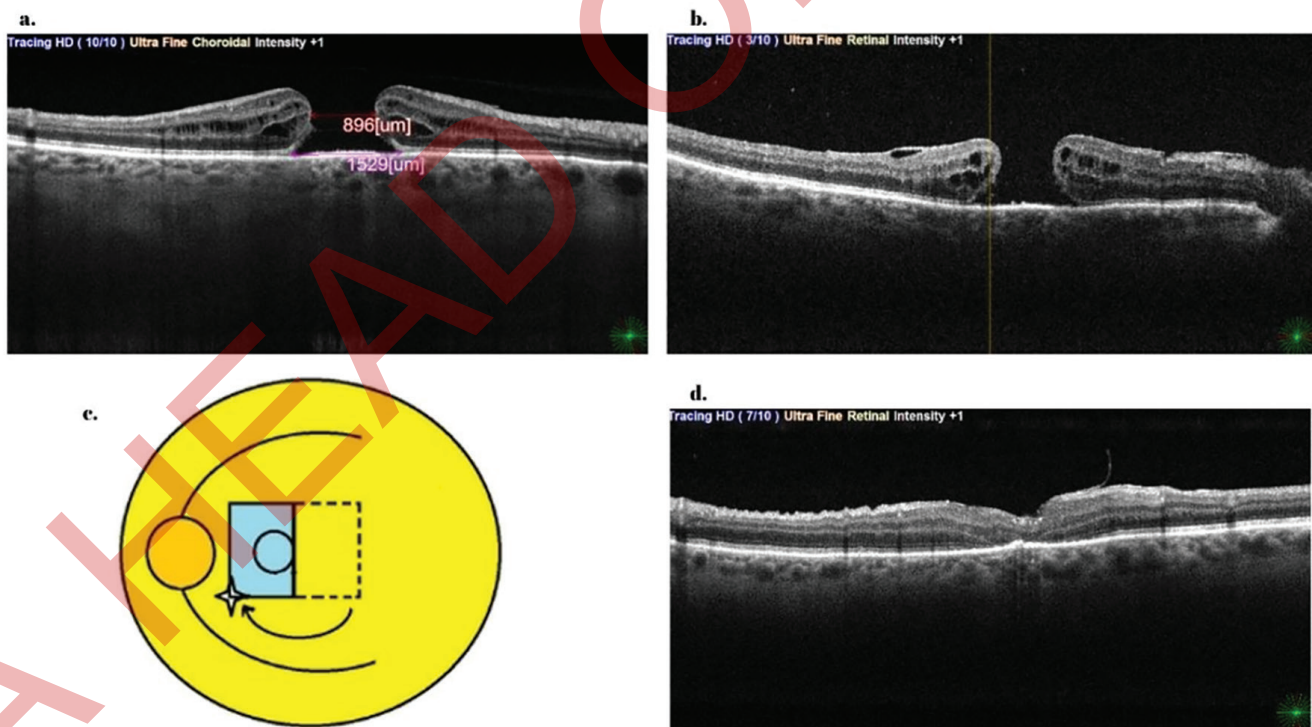 a.
Tracing HD ( 10/10 ) Ultra Fine Choroidal Intensity +1
896[um]
1529[um]
b.
Tracing HD ( 3/10 ) Ultra Fine Retinal Intensity +1
c.
d.
Tracing HD ( 7/10 ) Ultra Fine Retinal Intensity +1
A HEAD O